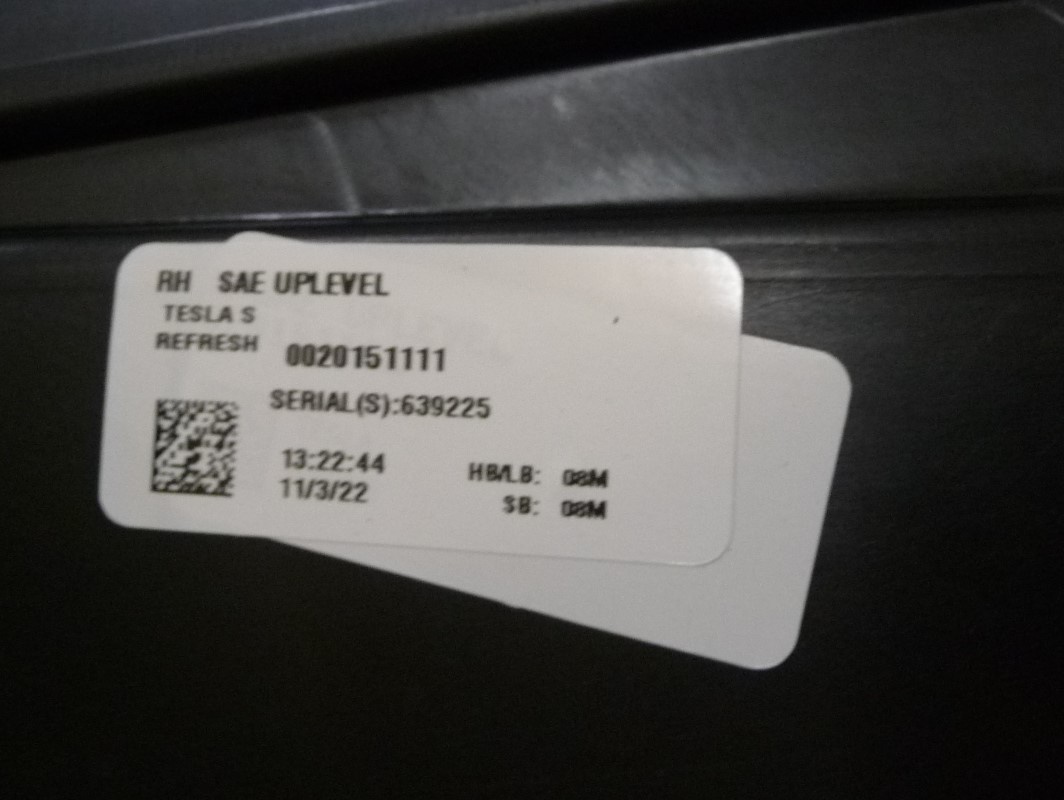 RH SAE UPLEVEL
TESLA S
REFRESH 0020151111
SERIAL(S):639225
13:22:44 HB/LB: 08M
11/3/22 SB: 08M